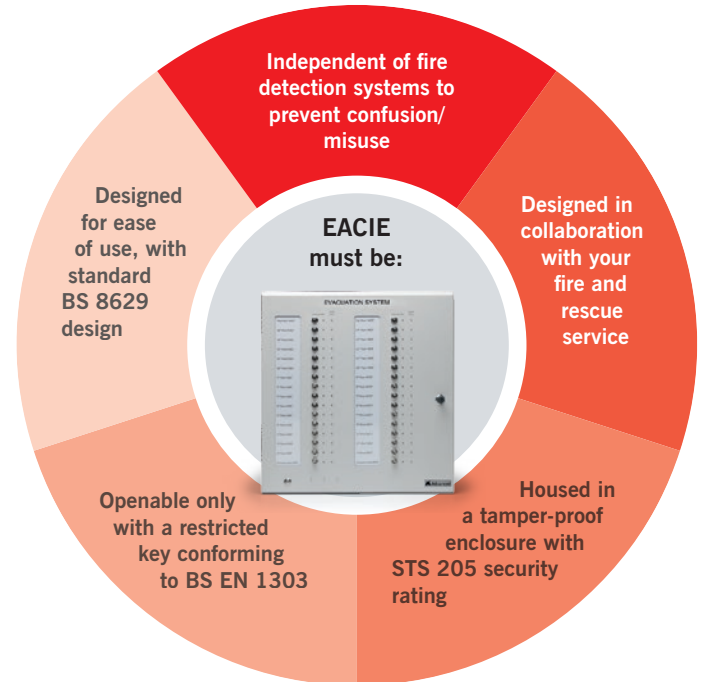 Independent of fire
detection systems to
prevent confusion/
misuse
Designed in
collaboration
with your
fire and
rescue
service
Housed in
a tamper-proof
enclosure with
STS 205 security
rating
Openable only
with a restricted
key conforming
to BS EN 1303
Designed
for ease
of use, with
standard
BS 8629
design
EACIE
must be:
EVACUATION SYSTEM